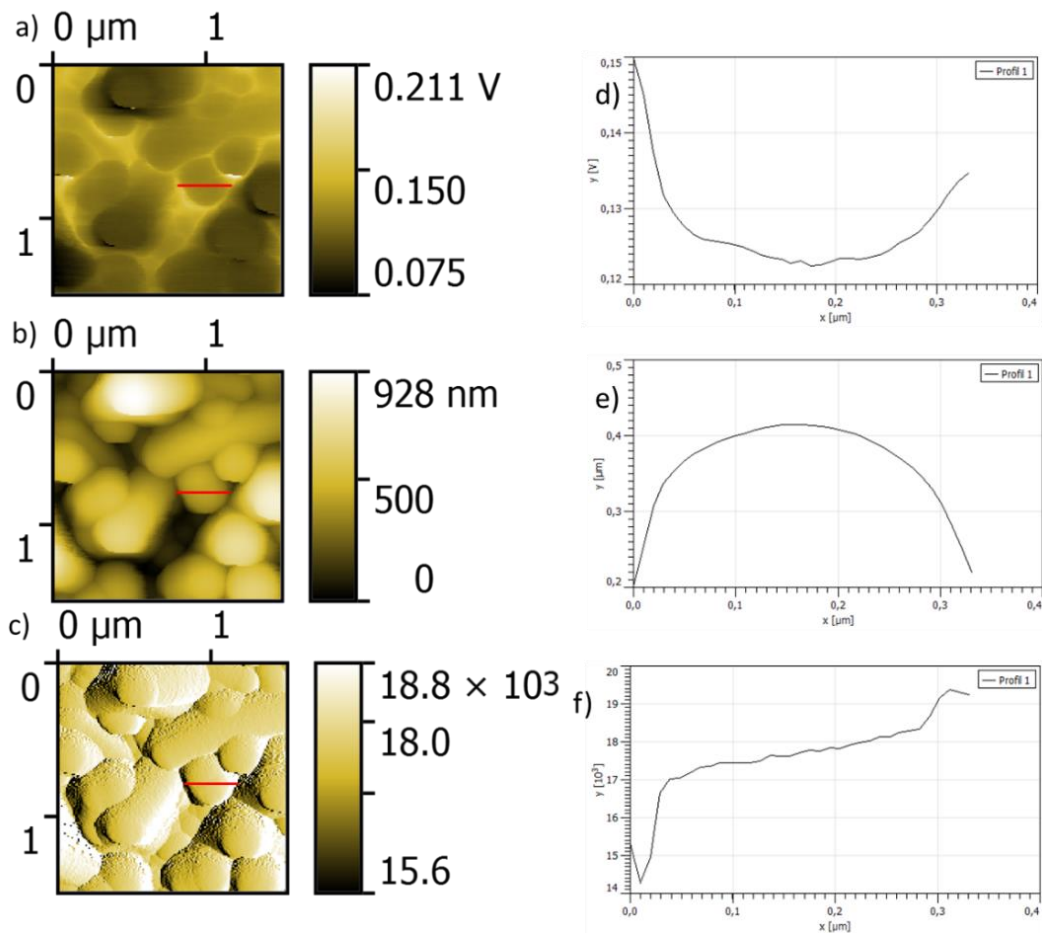 a) 0 µm 1
0
1
0.211 V
0.150
0.075
d)
Profil 1
0,15
0,14
0,13
0,12
y [V]
0,0 0,1 0,2 0,3 0,4
x [µm]
b) 0 µm 1
0
1
928 nm
500
0
e)
Profil 1
0,5
0,4
0,3
0,2
y [µm]
0,0 0,1 0,2 0,3 0,4
x [µm]
c) 0 µm 1
0
1
18.8 × 10³
18.0
15.6
f)
Profil 1
20
19
18
17
16
15
14
y [10³]
0,0 0,1 0,2 0,3 0,4
x [µm]